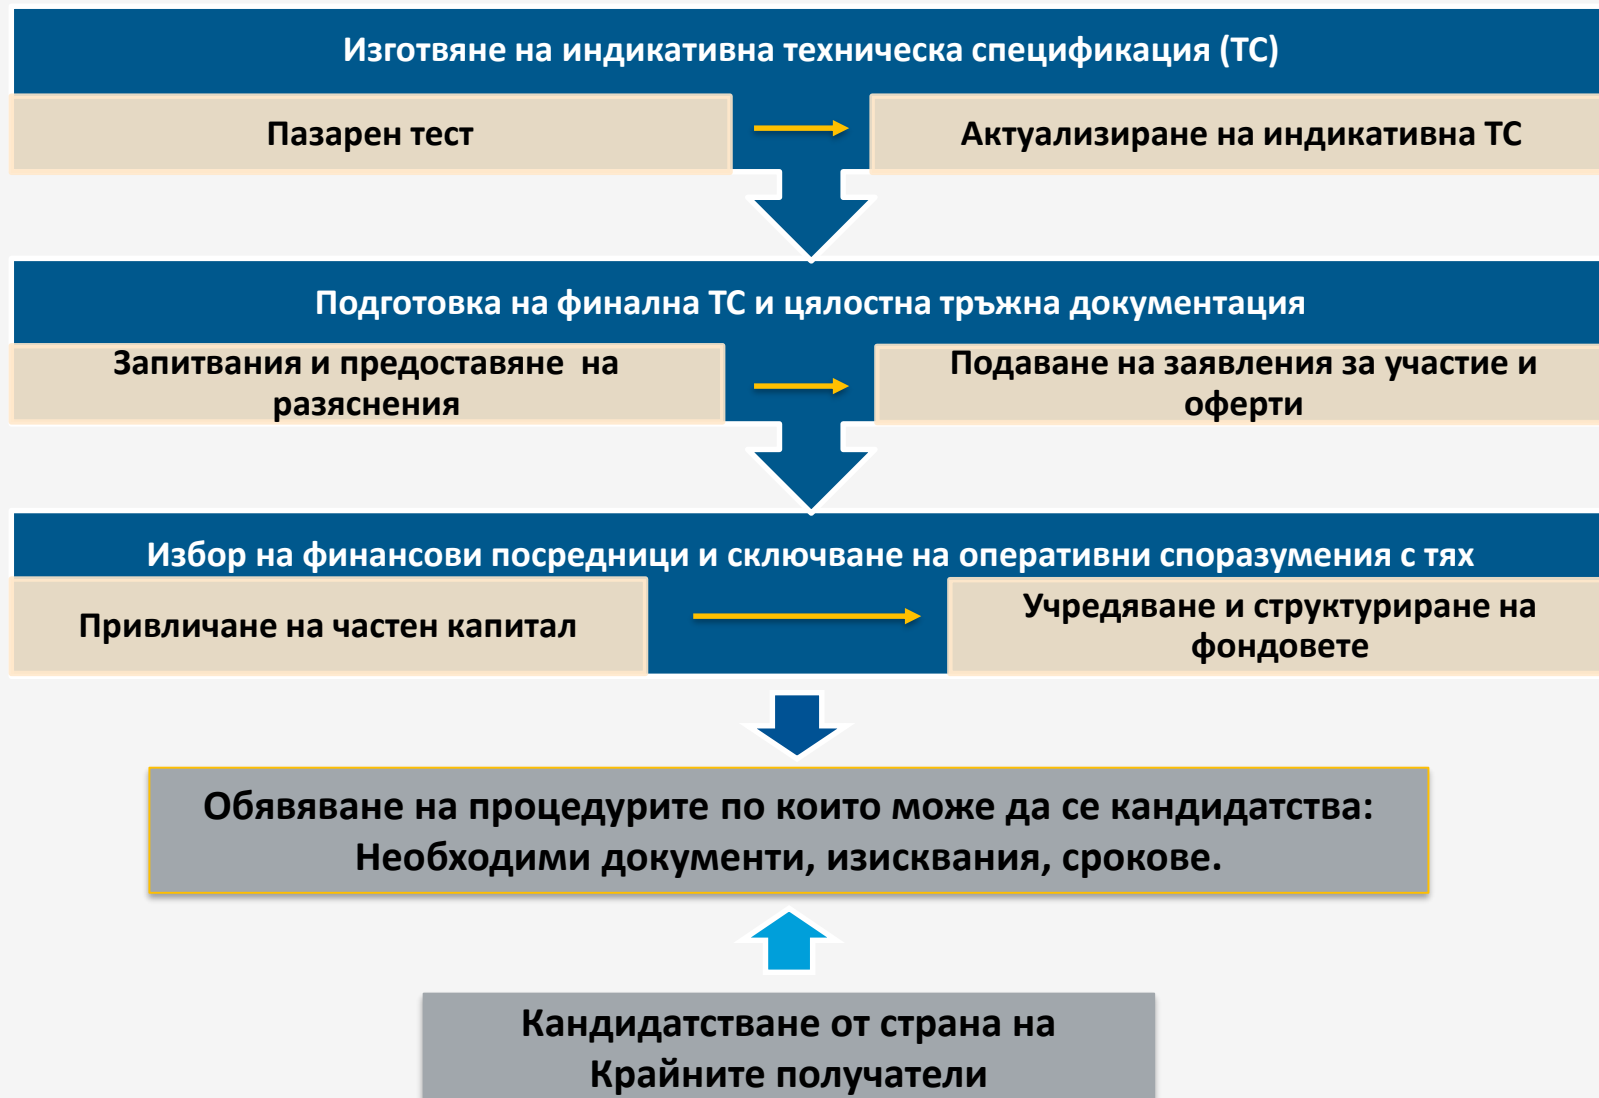 Изготвяне на индикативна техническа спецификация (ТС)
Пазарен тест
Актуализиране на индикативна ТС
Подготовка на финална ТС и цялостна тръжна документация
Запитвания и предоставяне на
разяснения
Подаване на заявления за участие и
оферти
Избор на финансови посредници и сключване на оперативни споразумения с тях
Привличане на частен капитал
Учредяване и структуриране на
фондовете
Обявяване на процедурите по които може да се кандидатства:
Необходими документи, изисквания, срокове.
Кандидатстване от страна на
Крайните получатели